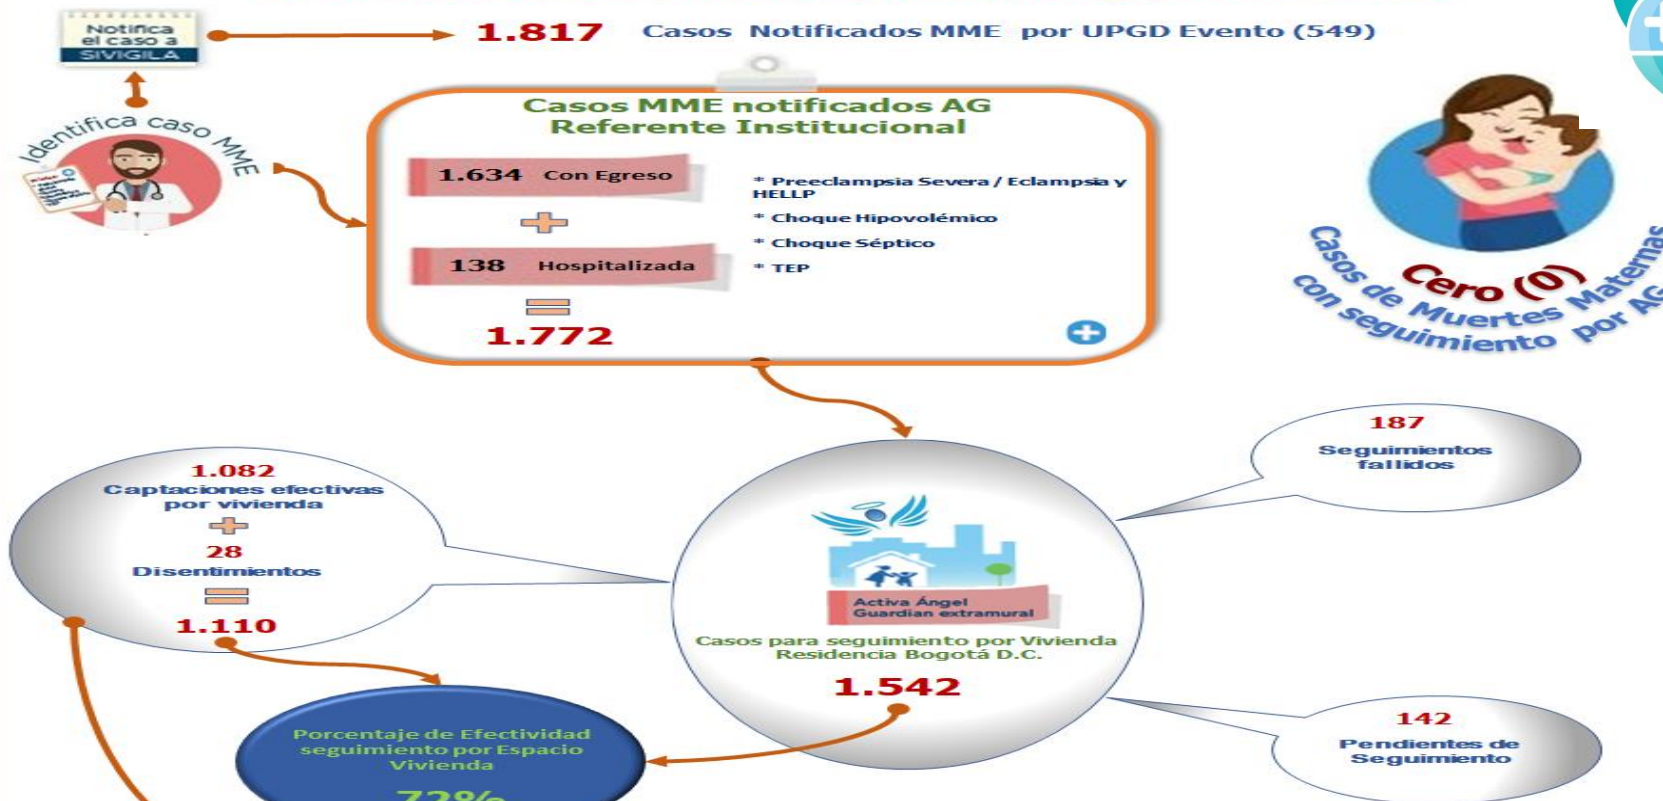 Notifica
el caso a
SIVIGILA
1.817 Casos Notificados MME por UPGD Evento (549)
Identifica caso MME
Casos MME notificados AG
Referente Institucional
1.634 Con Egreso
138 Hospitalizada
1.772
* Preeclampsia Severa / Eclampsia y
HELLP
* Choque Hipovolémico
* Choque Séptico
* TEP
Cero (0)
Casos de Muertes Maternas
con seguimiento por AG
1.082
Captaciones efectivas
por vivienda
28
Disentimientos
1.110
Activa Ángel
Guardian extramural
Casos para seguimiento por Vivienda
Residencia Bogotá D.C.
1.542
187
Seguimientos
fallidos
142
Pendientes de
Seguimiento
Porcentaje de Efectividad
seguimiento por Espacio
Vivienda
72%